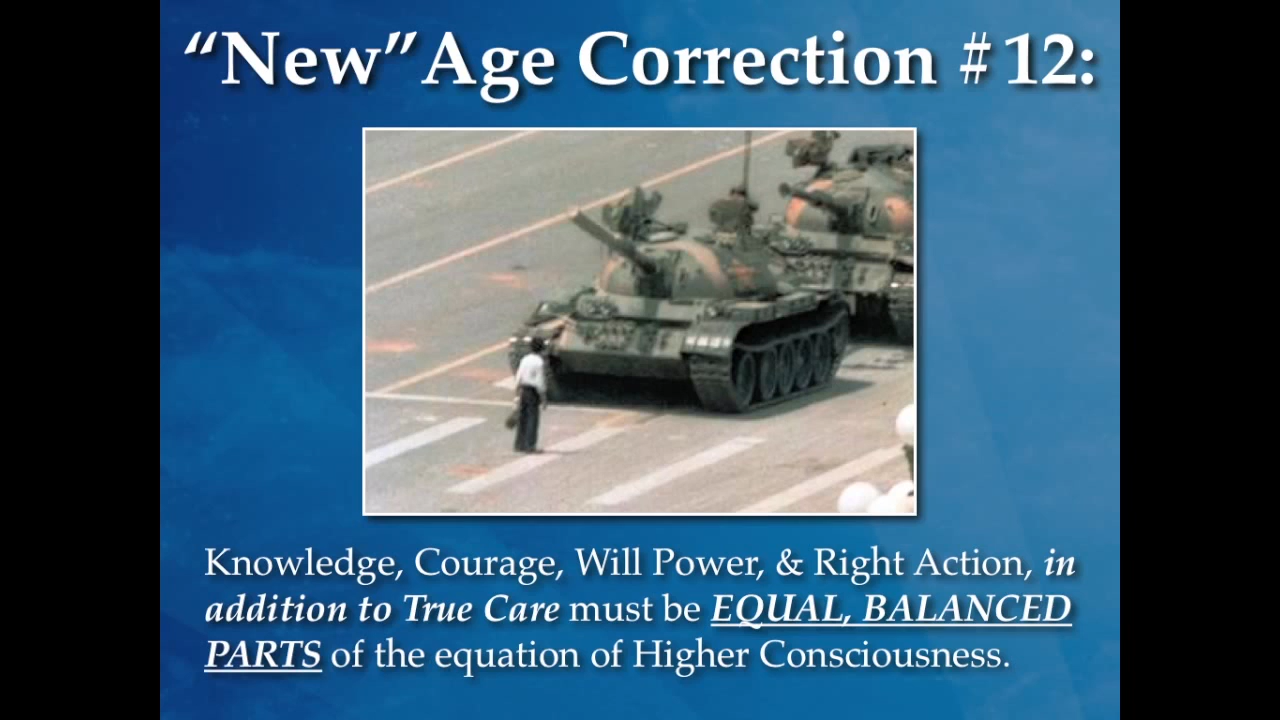 “New” Age Correction #12:
Knowledge, Courage, Will Power, & Right Action, in
addition to True Care must be EQUAL, BALANCED
PARTS of the equation of Higher Consciousness.